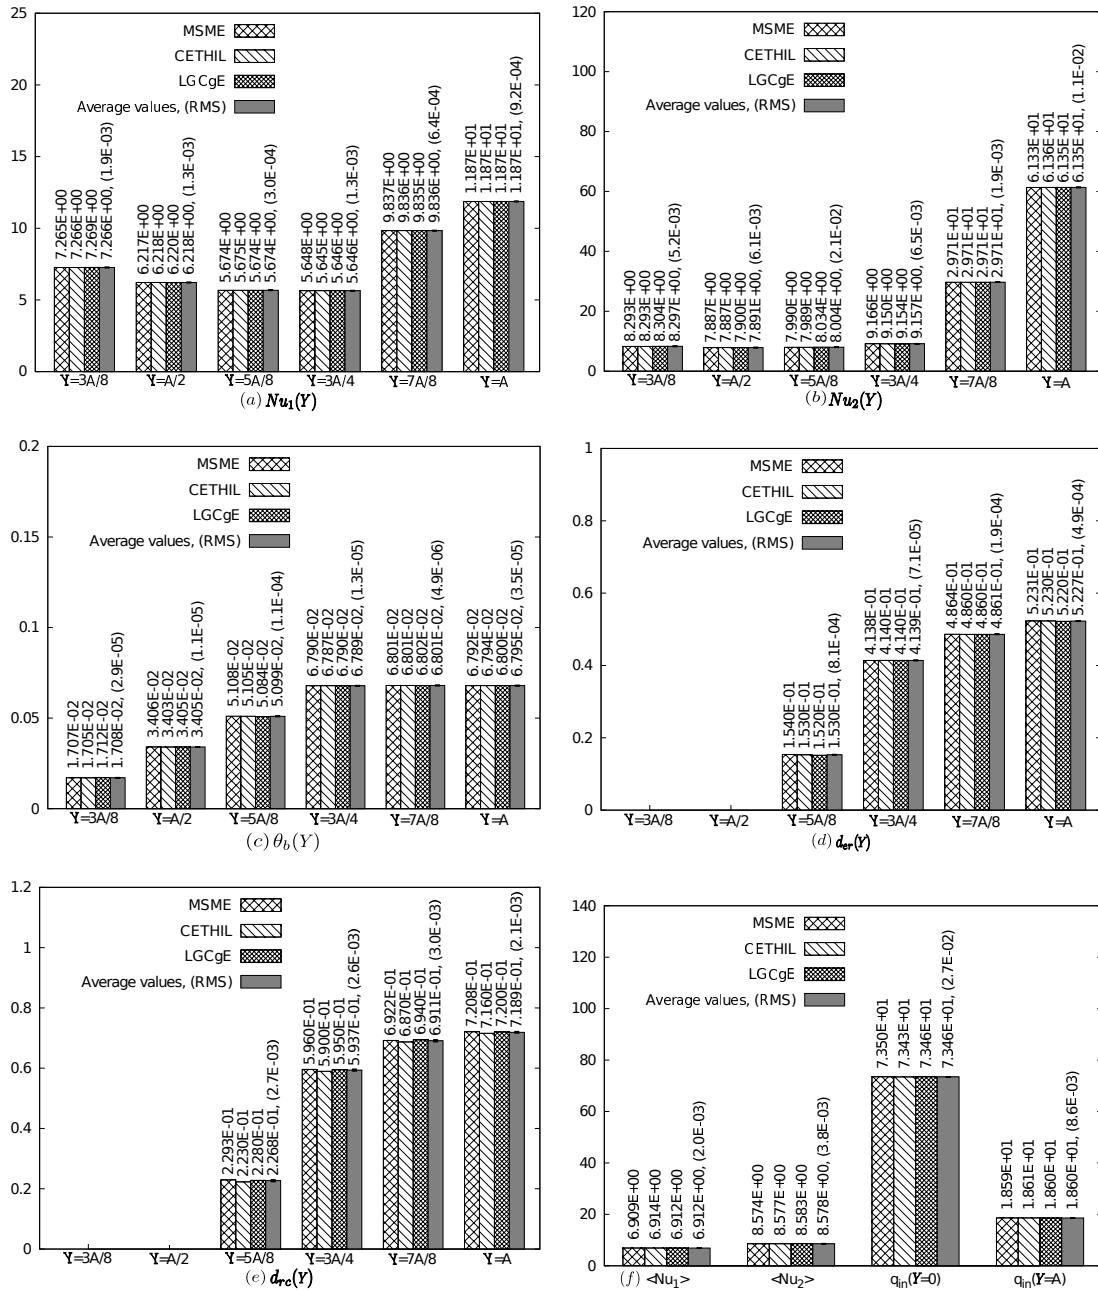 25
20
15
10
5
0
MSME
CETHIL
LGCgE
Average values, (RMS)
7.265E+00
7.266E+00
7.269E+00
7.266E+00, (1.9E-03)
6.217E+00
6.218E+00
6.220E+00
6.218E+00, (1.3E-03)
5.674E+00
5.675E+00
5.674E+00
5.674E+00, (3.0E-04)
5.648E+00
5.645E+00
5.646E+00
5.646E+00, (1.3E-03)
9.837E+00
9.836E+00
9.835E+00
9.836E+00, (6.4E-04)
1.187E+01
1.187E+01
1.187E+01
1.187E+01, (9.2E-04)
Y=3A/8 Y=A/2 Y=5A/8 Y=3A/4 Y=7A/8 Y=A
(a) Nu₁(Y)
120
100
80
60
40
20
0
MSME
CETHIL
LGCgE
Average values, (RMS)
8.293E+00
8.293E+00
8.304E+00
8.297E+00, (5.2E-03)
7.887E+00
7.887E+00
7.900E+00
7.891E+00, (6.1E-03)
7.990E+00
7.989E+00
8.034E+00
8.004E+00, (2.1E-02)
9.166E+00
9.150E+00
9.154E+00
9.157E+00, (6.5E-03)
2.971E+01
2.971E+01
2.971E+01
2.971E+01, (1.9E-03)
6.133E+01
6.136E+01
6.135E+01
6.135E+01, (1.1E-02)
Y=3A/8 Y=A/2 Y=5A/8 Y=3A/4 Y=7A/8 Y=A
(b) Nu₂(Y)
0.2
0.15
0.1
0.05
0
MSME
CETHIL
LGCgE
Average values, (RMS)
1.707E-02
1.705E-02
1.712E-02
1.708E-02, (2.9E-05)
3.406E-02
3.403E-02
3.405E-02
3.405E-02, (1.1E-05)
5.108E-02
5.105E-02
5.084E-02
5.099E-02, (1.1E-04)
6.790E-02
6.787E-02
6.790E-02
6.789E-02, (1.3E-05)
6.801E-02
6.801E-02
6.802E-02
6.801E-02, (4.9E-06)
6.792E-02
6.794E-02
6.800E-02
6.795E-02, (3.5E-05)
Y=3A/8 Y=A/2 Y=5A/8 Y=3A/4 Y=7A/8 Y=A
(c) θ_b(Y)
1
0.8
0.6
0.4
0.2
0
MSME
CETHIL
LGCgE
Average values, (RMS)
1.540E-01
1.530E-01
1.520E-01
1.530E-01, (8.1E-04)
4.138E-01
4.140E-01
4.140E-01
4.139E-01, (7.1E-05)
4.864E-01
4.860E-01
4.860E-01
4.861E-01, (1.9E-04)
5.231E-01
5.230E-01
5.220E-01
5.227E-01, (4.9E-04)
Y=3A/8 Y=A/2 Y=5A/8 Y=3A/4 Y=7A/8 Y=A
(d) d_er(Y)
1.2
1
0.8
0.6
0.4
0.2
0
MSME
CETHIL
LGCgE
Average values, (RMS)
2.293E-01
2.230E-01
2.280E-01
2.268E-01, (2.7E-03)
5.960E-01
5.900E-01
5.950E-01
5.937E-01, (2.6E-03)
6.922E-01
6.870E-01
6.940E-01
6.911E-01, (3.0E-03)
7.208E-01
7.160E-01
7.200E-01
7.189E-01, (2.1E-03)
Y=3A/8 Y=A/2 Y=5A/8 Y=3A/4 Y=7A/8 Y=A
(e) d_rc(Y)
140
120
100
80
60
40
20
0
MSME
CETHIL
LGCgE
Average values, (RMS)
6.909E+00
6.914E+00
6.912E+00
6.912E+00, (2.0E-03)
8.574E+00
8.577E+00
8.583E+00
8.578E+00, (3.8E-03)
7.350E+01
7.343E+01
7.346E+01
7.346E+01, (2.7E-02)
1.859E+01
1.861E+01
1.860E+01
1.860E+01, (8.6E-03)
(f) <Nu₁> <Nu₂> q_in(Y=0) q_in(Y=A)